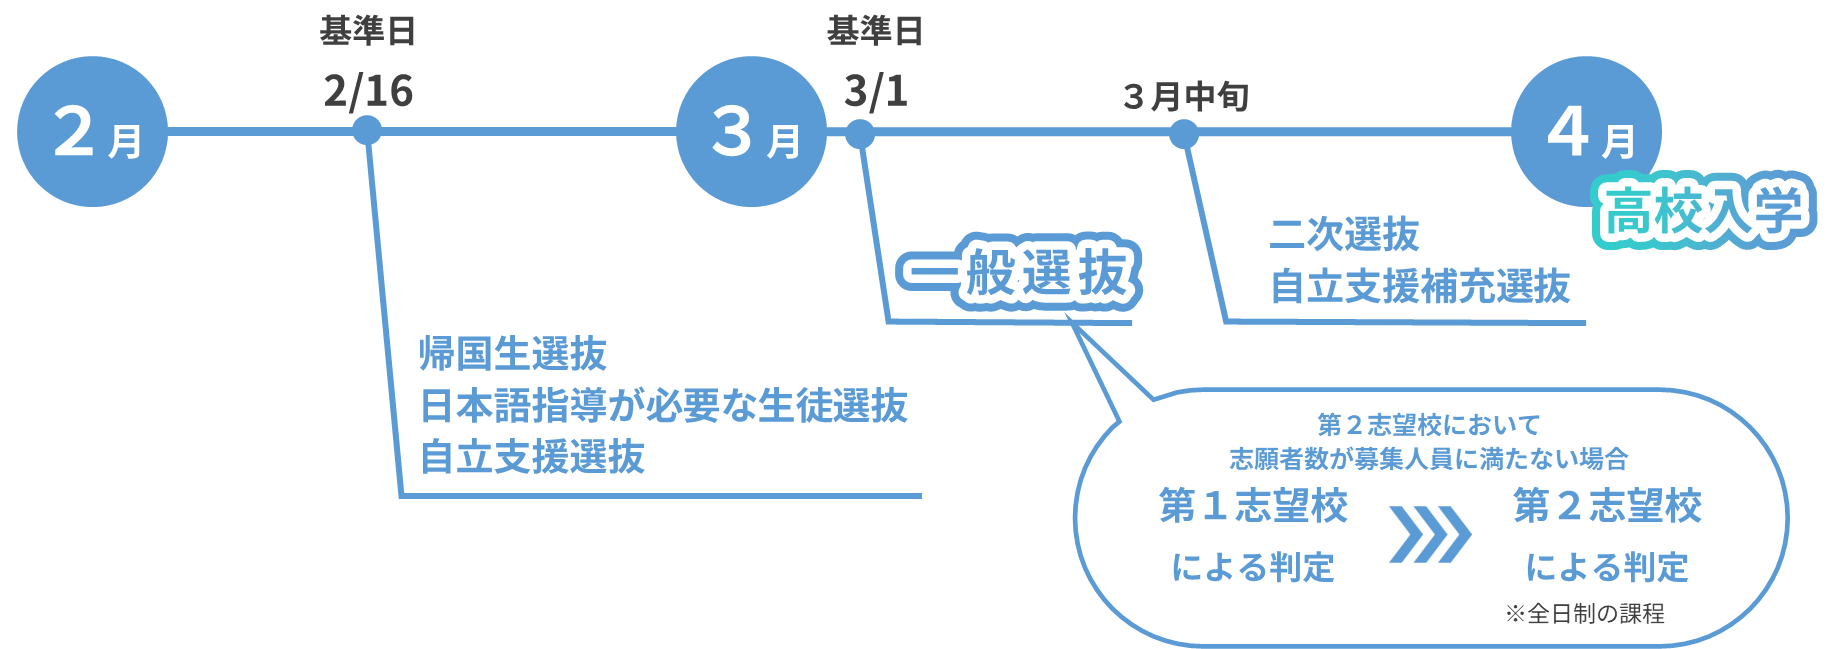 ２月
基準日
2/16
帰国生選抜
日本語指導が必要な生徒選抜
自立支援選抜
３月
基準日
3/1
一般選抜
３月中旬
二次選抜
自立支援補充選抜
４月
高校入学
第２志望校において
志願者数が募集人員に満たない場合
第１志望校
による判定
第２志望校
による判定
※全日制の課程